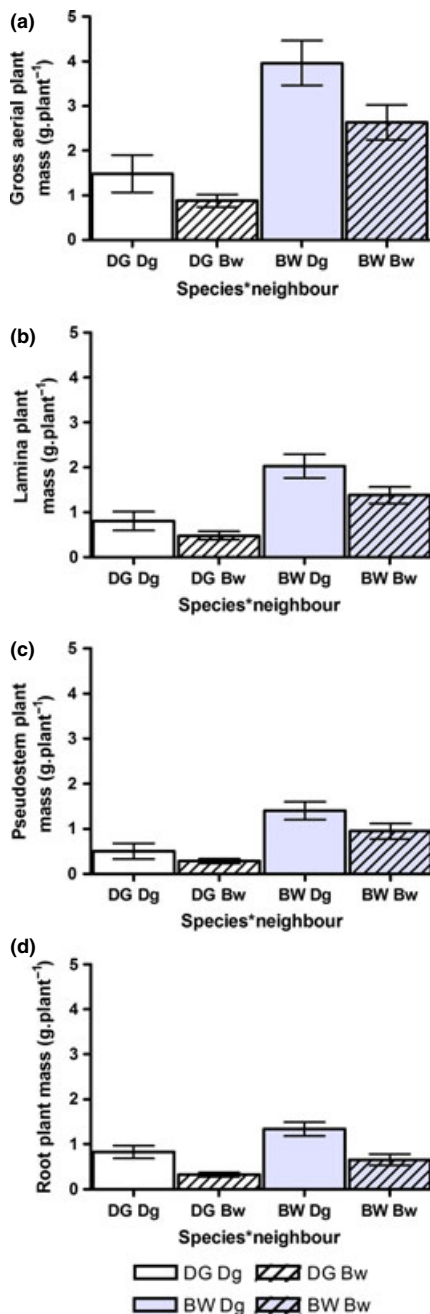 (a)
Gross aerial plant
mass (g.plant⁻¹)
5
4
3
2
1
0
DG Dg DG Bw BW Dg BW Bw
Species*neighbour
(b)
Lamina plant
mass (g.plant⁻¹)
5
4
3
2
1
0
DG Dg DG Bw BW Dg BW Bw
Species*neighbour
(c)
Pseudostem plant
mass (g.plant⁻¹)
5
4
3
2
1
0
DG Dg DG Bw BW Dg BW Bw
Species*neighbour
(d)
Root plant mass (g.plant⁻¹)
5
4
3
2
1
0
DG Dg DG Bw BW Dg BW Bw
Species*neighbour
DG Dg DG Bw
BW Dg BW Bw